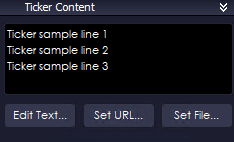 Ticker Content
Ticker sample line 1
Ticker sample line 2
Ticker sample line 3
Edit Text... Set URL... Set File...